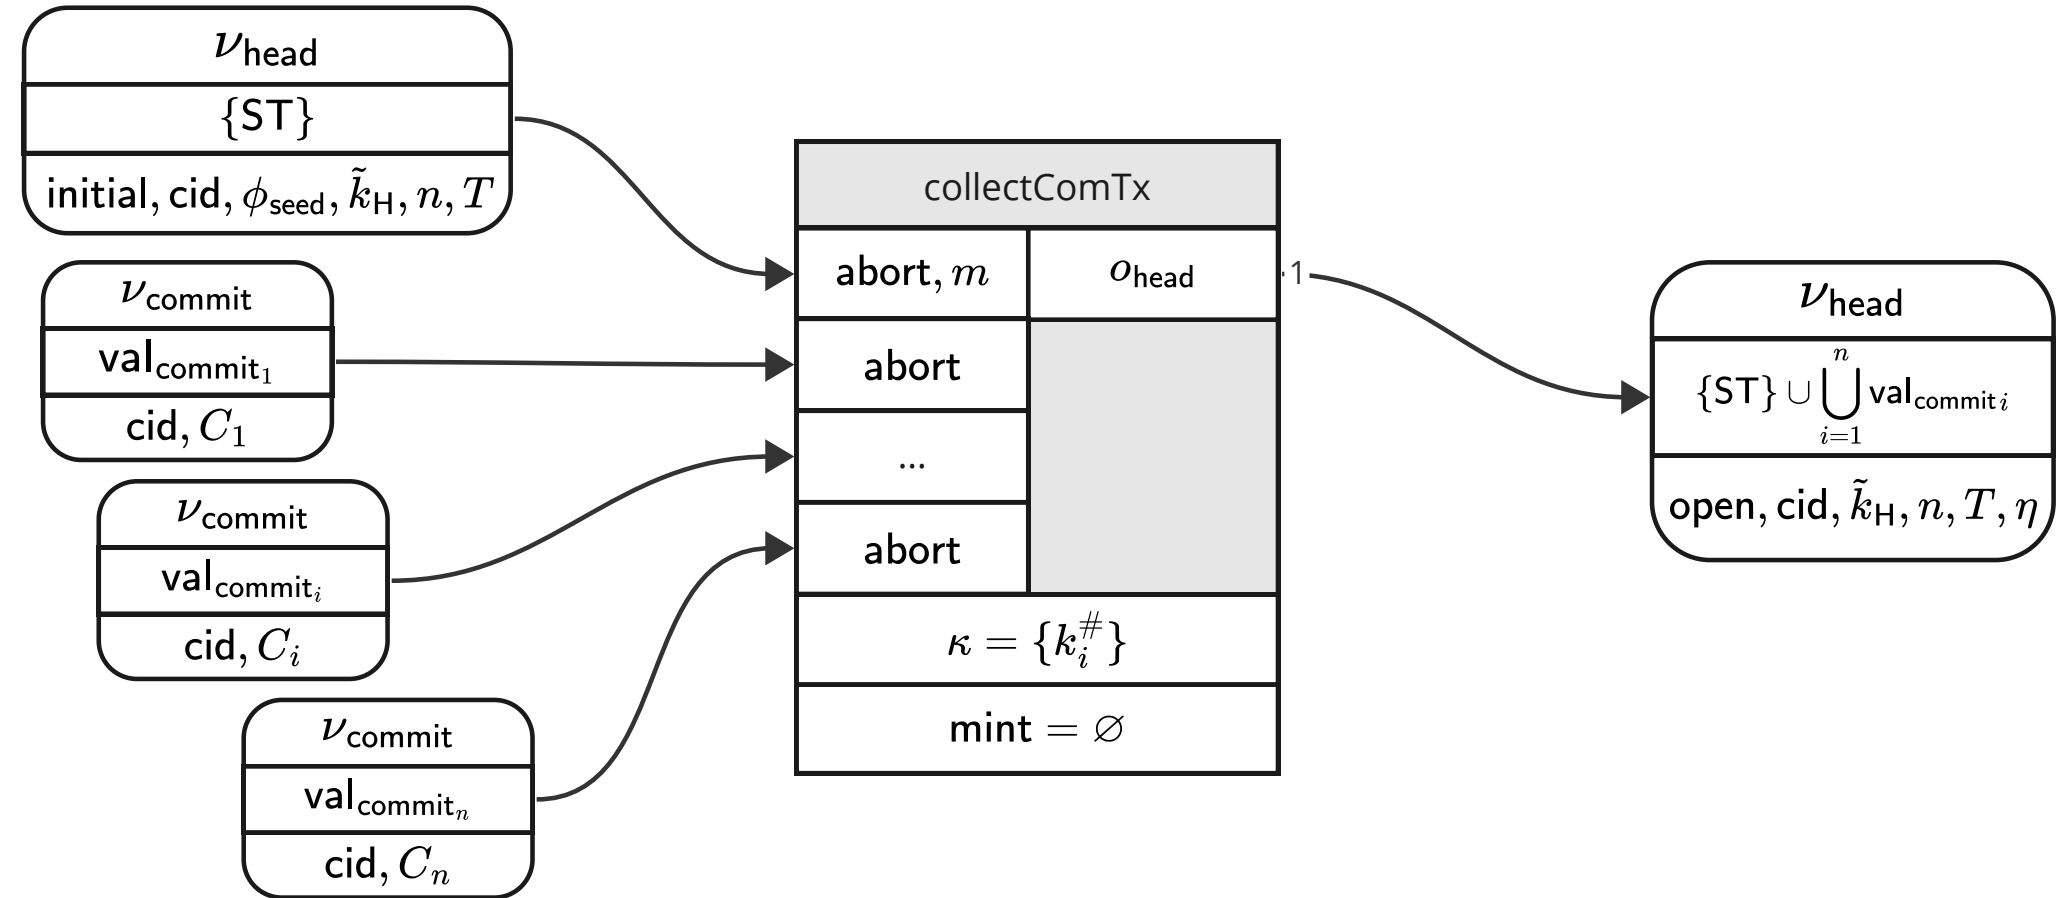 ν_head
{ST}
initial, cid, ϕ_seed, k̃_H, n, T
ν_commit
val_commit_1
cid, C_1
ν_commit
val_commit_i
cid, C_i
ν_commit
val_commit_n
cid, C_n
collectComTx
abort, m
o_head
1
abort
...
abort
κ = {k_i^#}
mint = ∅
ν_head
{ST} ∪ ⋃_{i=1}^{n} val_commit_i
open, cid, k̃_H, n, T, η